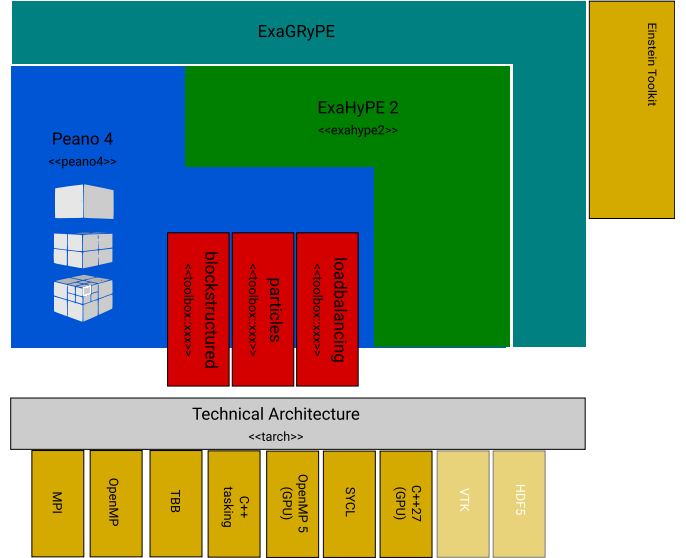 ExaGRyPE
Einstein Toolkit
ExaHyPE 2
<<exahype2>>
Peano 4
<<peano4>>
blockstructured
<<toolbox::xxx>>
particles
<<toolbox::xxx>>
loadbalancing
<<toolbox::xxx>>
Technical Architecture
<<tarch>>
MPI
OpenMP
TBB
C++
tasking
OpenMP 5
(GPU)
SYCL
C++27
(GPU)
VTK
HDF5